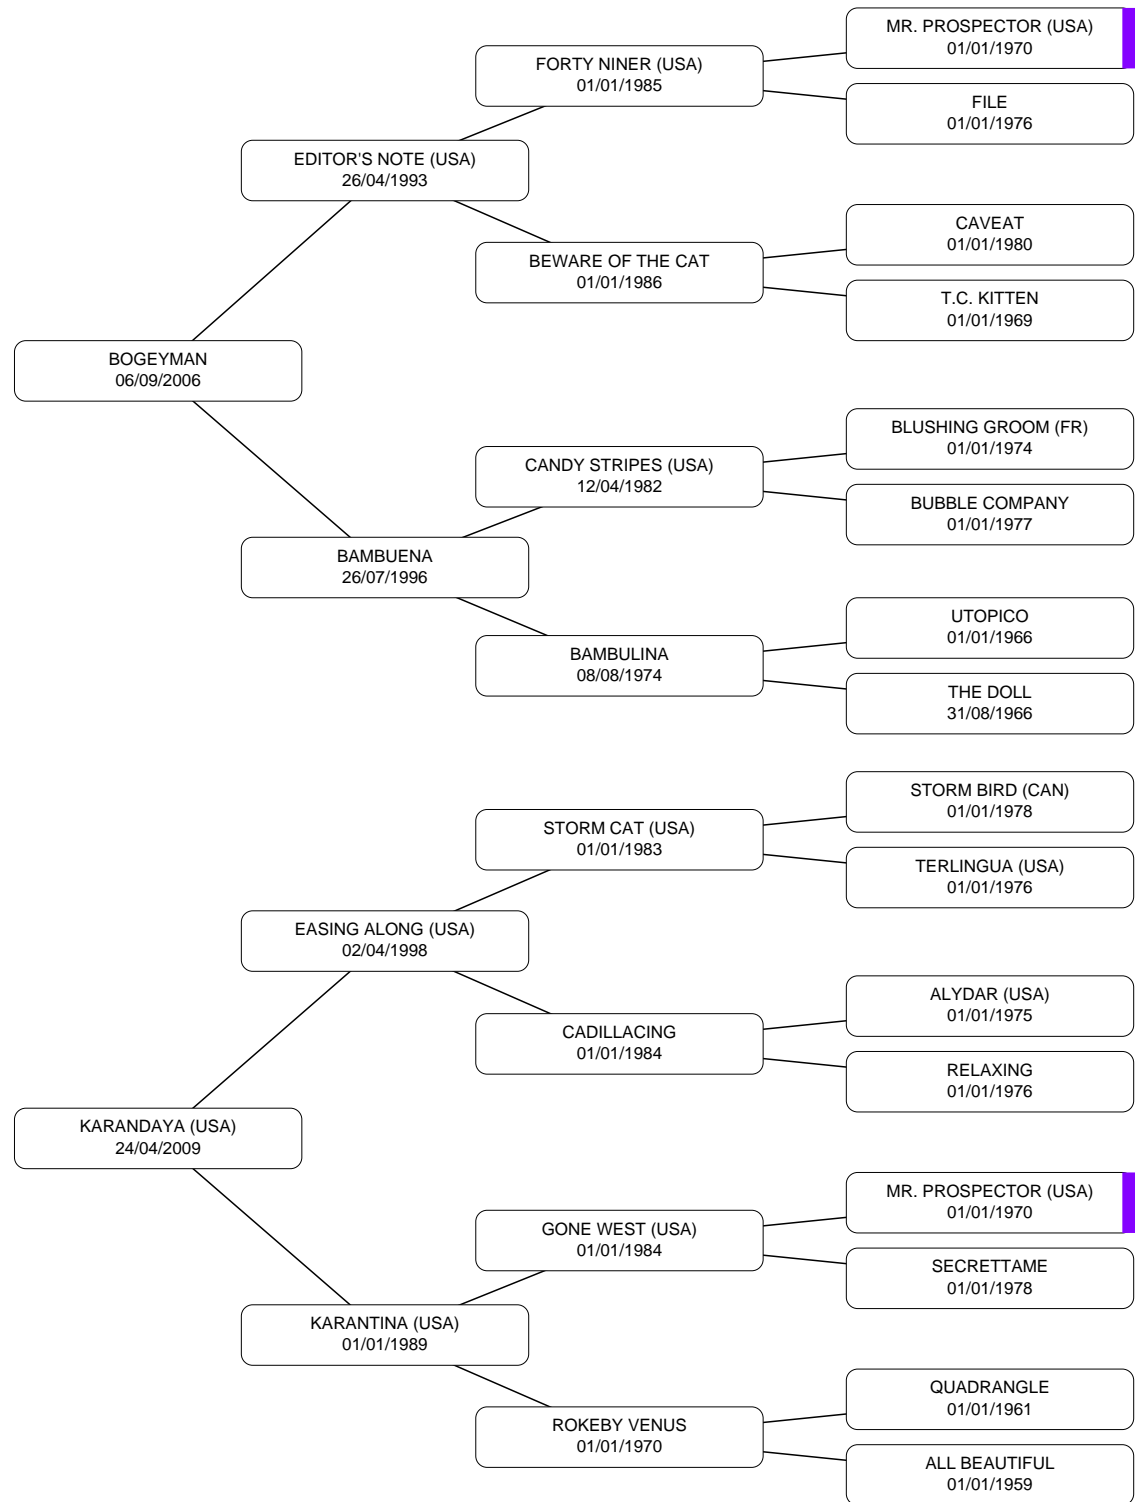 MR. PROSPECTOR (USA)
01/01/1970
FORTY NINER (USA)
01/01/1985
FILE
01/01/1976
EDITOR'S NOTE (USA)
26/04/1993
CAVEAT
01/01/1980
BEWARE OF THE CAT
01/01/1986
T.C. KITTEN
01/01/1969
BOGEYMAN
06/09/2006
BLUSHING GROOM (FR)
01/01/1974
CANDY STRIPES (USA)
12/04/1982
BUBBLE COMPANY
01/01/1977
BAMBUENA
26/07/1996
UTOPICO
01/01/1966
BAMBULINA
08/08/1974
THE DOLL
31/08/1966
STORM BIRD (CAN)
01/01/1978
STORM CAT (USA)
01/01/1983
TERLINGUA (USA)
01/01/1976
EASING ALONG (USA)
02/04/1998
ALYDAR (USA)
01/01/1975
CADILLACING
01/01/1984
RELAXING
01/01/1976
KARANDAYA (USA)
24/04/2009
MR. PROSPECTOR (USA)
01/01/1970
GONE WEST (USA)
01/01/1984
SECRETTAME
01/01/1978
KARANTINA (USA)
01/01/1989
QUADRANGLE
01/01/1961
ROKEBY VENUS
01/01/1970
ALL BEAUTIFUL
01/01/1959